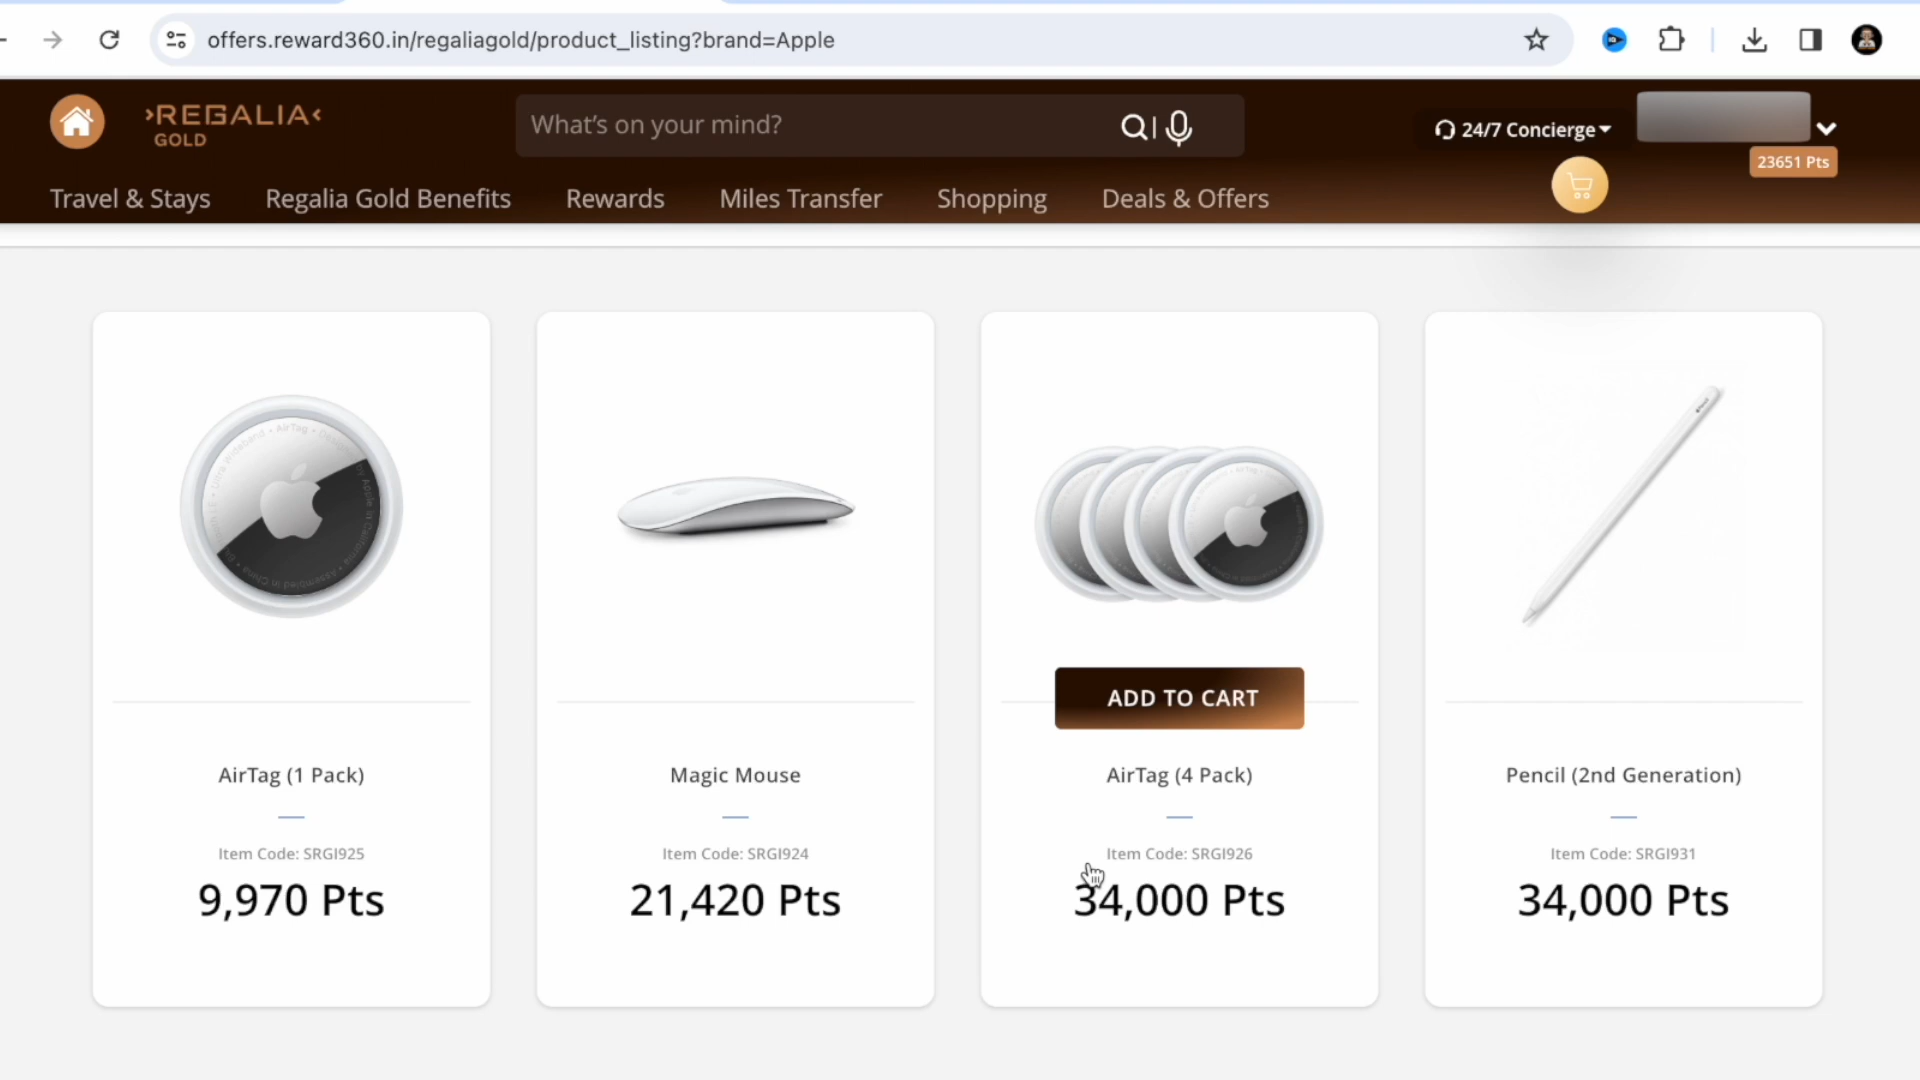 offers.reward360.in/regaliagold/product_listing?brand=Apple
REGALIA
GOLD
What's on your mind?
24/7 Concierge
23651 Pts
Travel & Stays
Regalia Gold Benefits
Rewards
Miles Transfer
Shopping
Deals & Offers
ADD TO CART
AirTag (1 Pack)
Item Code: SRGI925
9,970 Pts
Magic Mouse
Item Code: SRGI924
21,420 Pts
AirTag (4 Pack)
Item Code: SRGI926
34,000 Pts
Pencil (2nd Generation)
Item Code: SRGI931
34,000 Pts